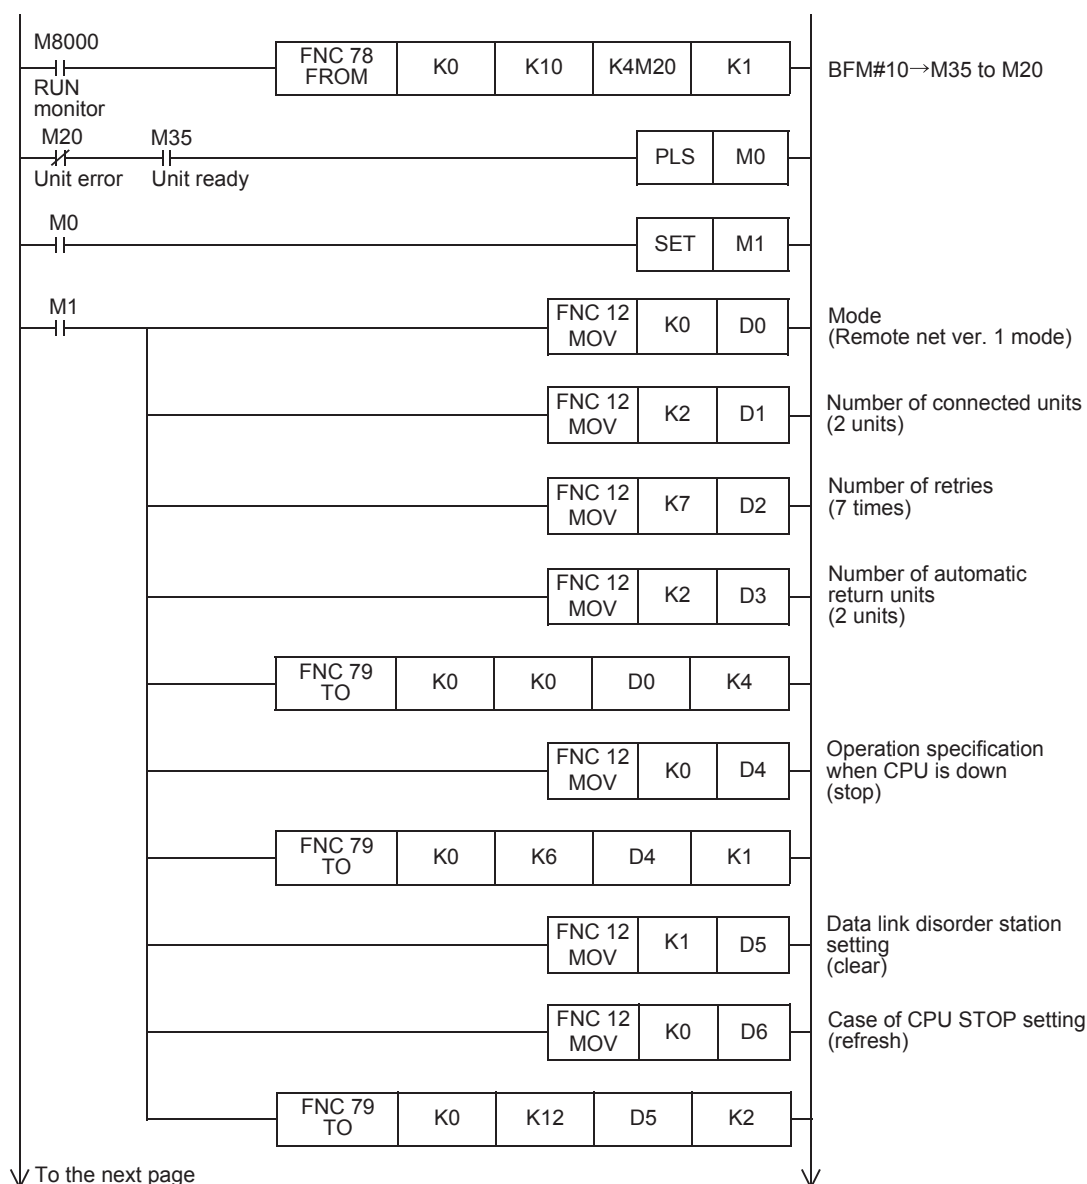 M8000
RUN
monitor
FNC 78
FROM
K0
K10
K4M20
K1
BFM#10→M35 to M20
M20
Unit error
M35
Unit ready
PLS
M0
M0
SET
M1
M1
FNC 12
MOV
K0
D0
Mode
(Remote net ver. 1 mode)
FNC 12
MOV
K2
D1
Number of connected units
(2 units)
FNC 12
MOV
K7
D2
Number of retries
(7 times)
FNC 12
MOV
K2
D3
Number of automatic
return units
(2 units)
FNC 79
TO
K0
K0
D0
K4
FNC 12
MOV
K0
D4
Operation specification
when CPU is down
(stop)
FNC 79
TO
K0
K6
D4
K1
FNC 12
MOV
K1
D5
Data link disorder station
setting
(clear)
FNC 12
MOV
K0
D6
Case of CPU STOP setting
(refresh)
FNC 79
TO
K0
K12
D5
K2
To the next page